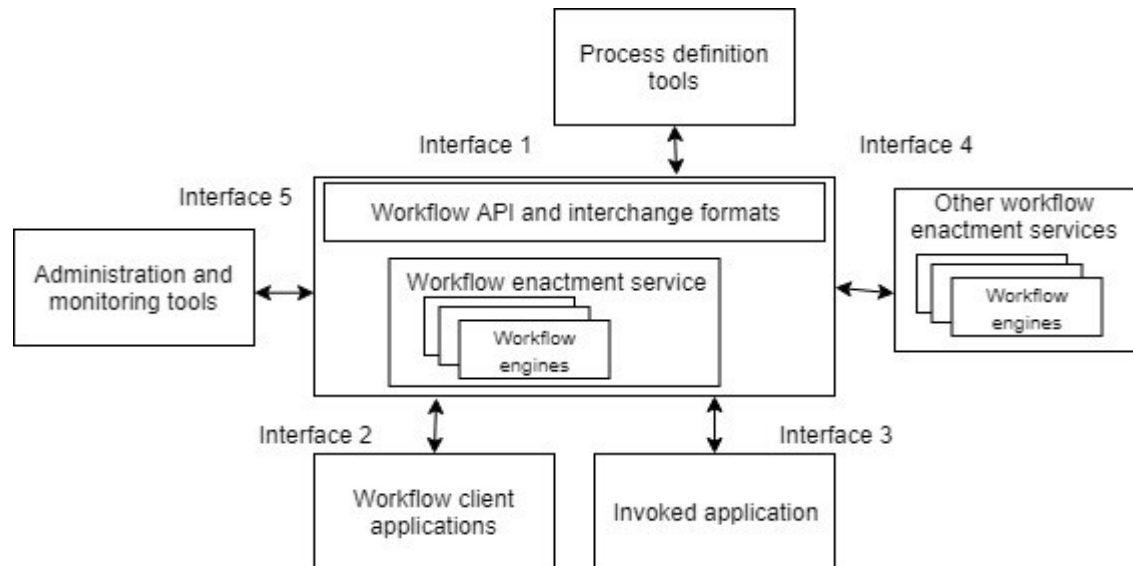 Process definition
tools
Interface 1
Interface 4
Interface 5
Workflow API and interchange formats
Other workflow
enactment services
Administration and
monitoring tools
Workflow enactment service
Workflow
engines
Workflow
engines
Interface 2
Interface 3
Workflow client
applications
Invoked application